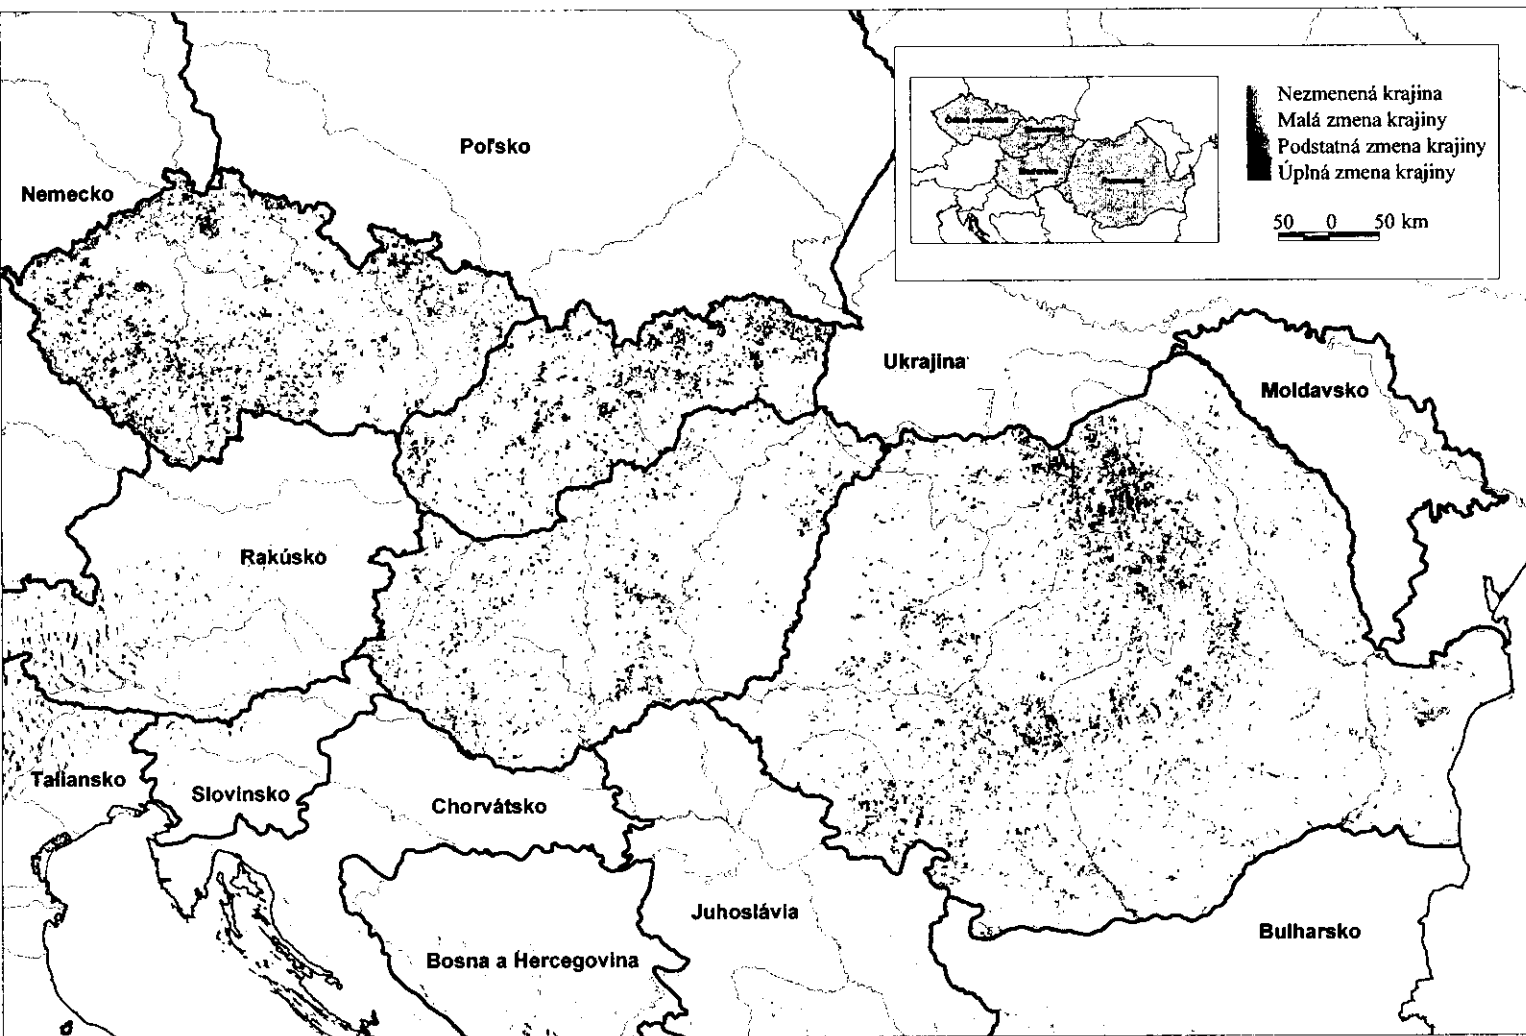 Nezmenená krajina
Malá zmena krajiny
Podstatná zmena krajiny
Úplná zmena krajiny
50 0 50 km
Poľsko
Nemecko
Ukrajina
Moldavsko
Rakúsko
Taliansko
Slovinsko
Chorvátsko
Juhoslávia
Bulharsko
Bosna a Hercegovina